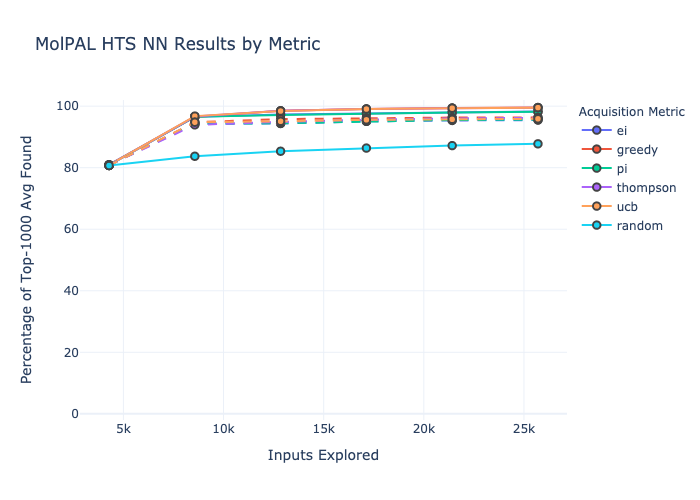 MolPAL HTS NN Results by Metric
Percentage of Top-1000 Avg Found
100
80
60
40
20
0
5k
10k
15k
20k
25k
Inputs Explored
Acquisition Metric
ei
greedy
pi
thompson
ucb
random